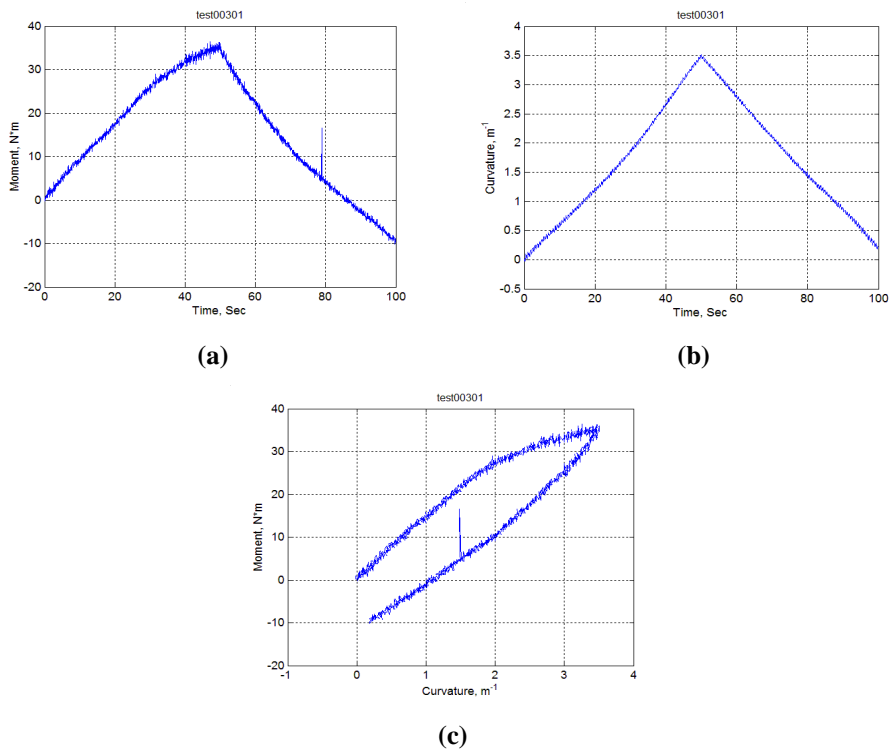 test00301
40
30
20
10
0
-10
-20
0 20 40 60 80 100
Moment, N*m
Time, Sec
(a)
test00301
4
3.5
3
2.5
2
1.5
1
0.5
0
-0.5
0 20 40 60 80 100
Curvature, m⁻¹
Time, Sec
(b)
test00301
40
30
20
10
0
-10
-20
-1 0 1 2 3 4
Moment, N*m
Curvature, m⁻¹
(c)